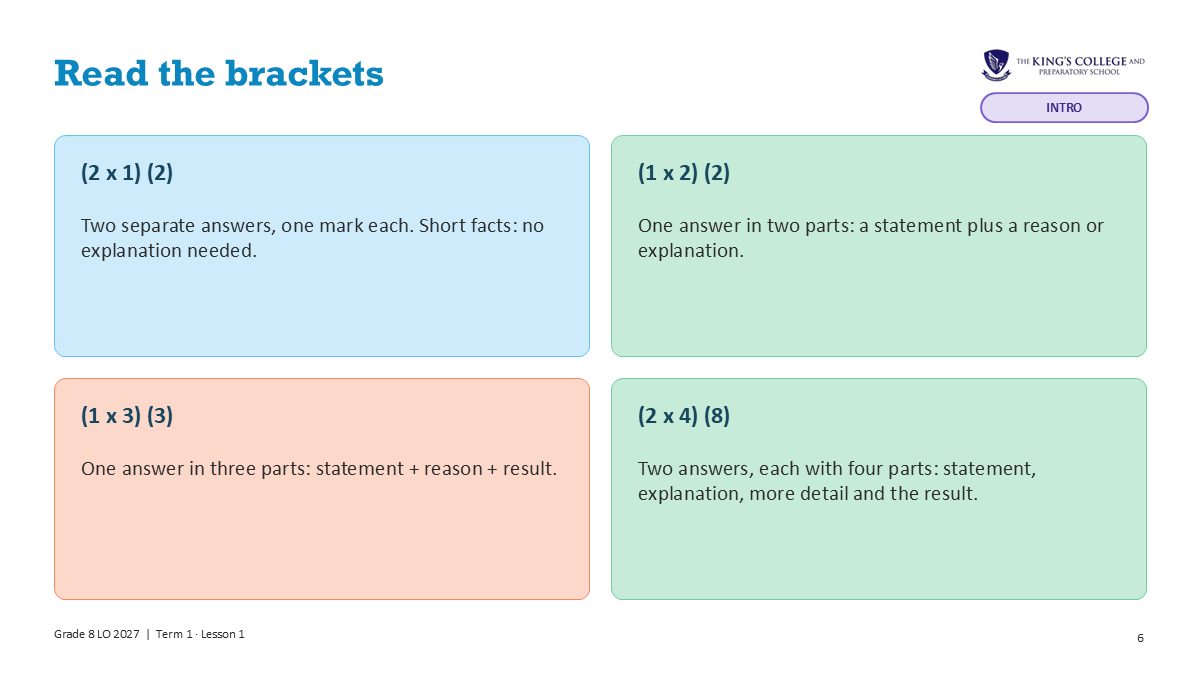 Read the brackets
THE KING'S COLLEGE AND
PREPARATORY SCHOOL
INTRO
(2 x 1) (2)
Two separate answers, one mark each. Short facts: no
explanation needed.
(1 x 2) (2)
One answer in two parts: a statement plus a reason or
explanation.
(1 x 3) (3)
One answer in three parts: statement + reason + result.
(2 x 4) (8)
Two answers, each with four parts: statement,
explanation, more detail and the result.
Grade 8 LO 2027 | Term 1 · Lesson 1
6